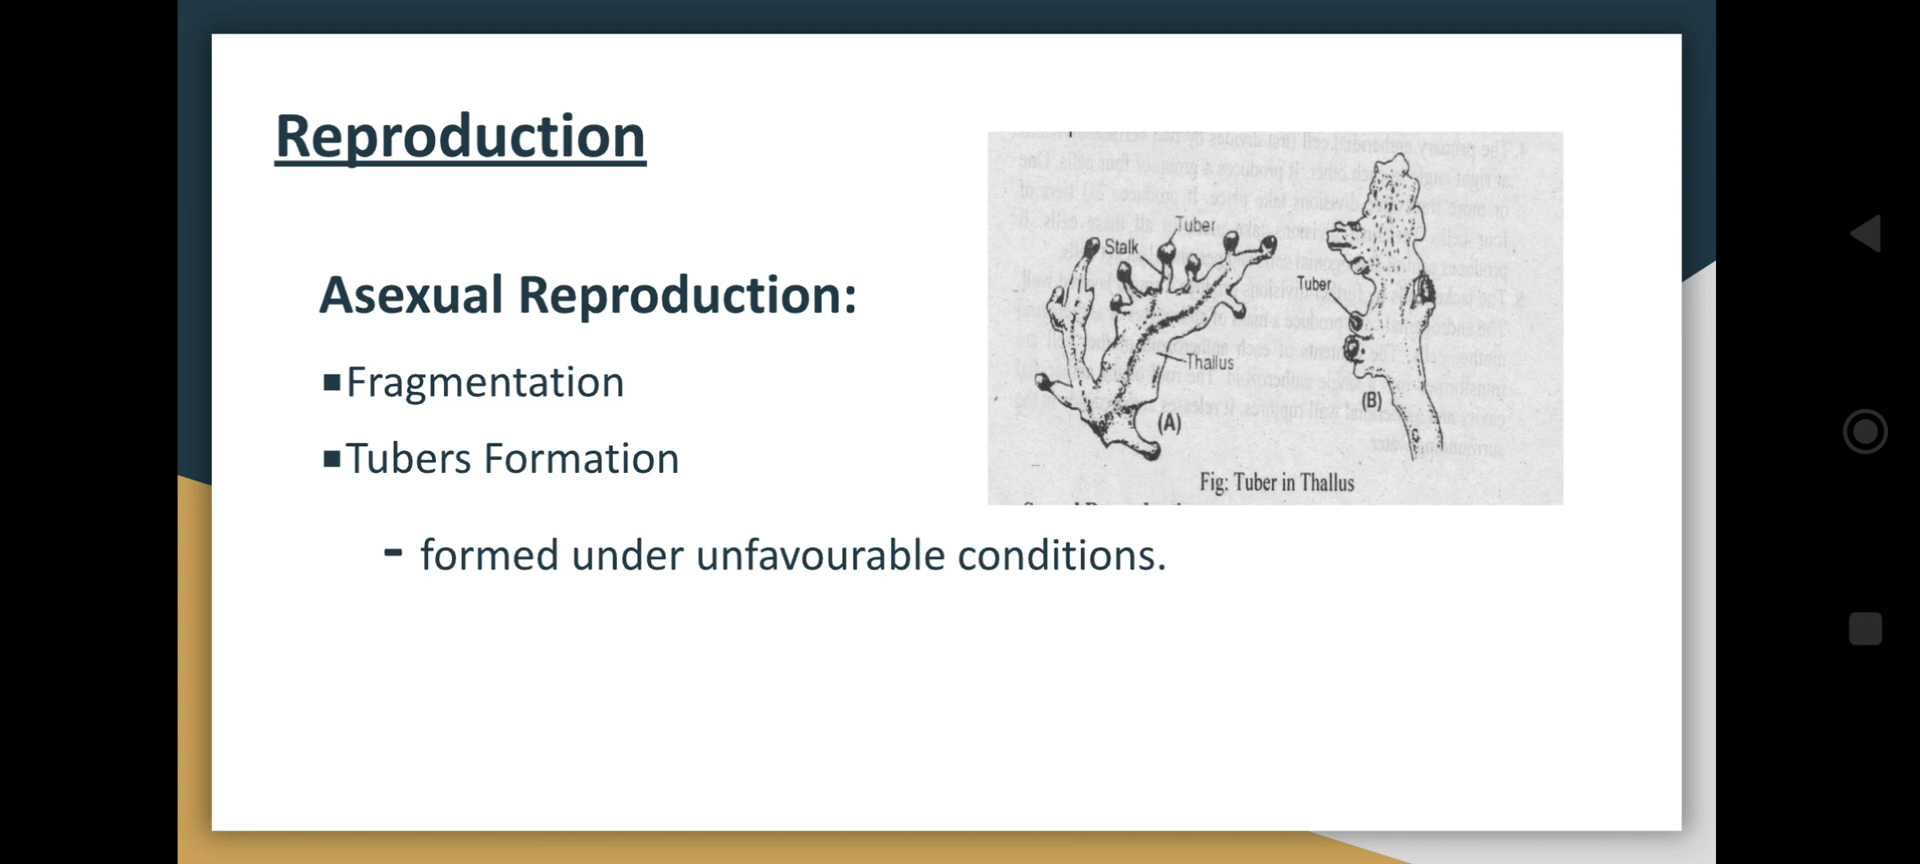 Reproduction
Asexual Reproduction:
▪Fragmentation
▪Tubers Formation
- formed under unfavourable conditions.
Tuber
Stalk
Thallus
(A)
Tuber
(B)
Fig: Tuber in Thallus